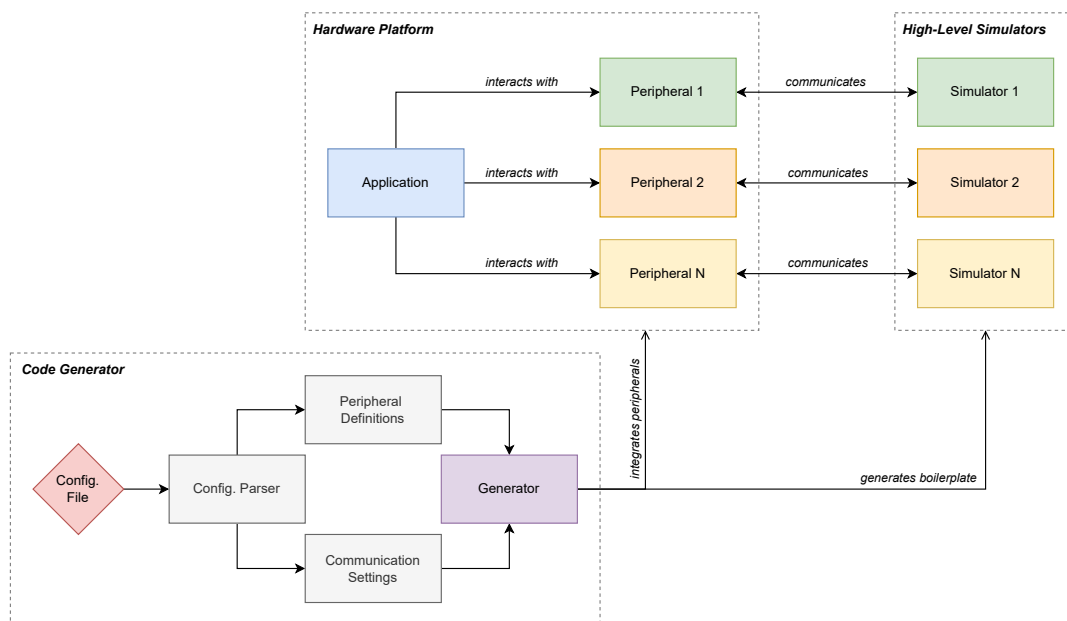 Hardware Platform
High-Level Simulators
interacts with
Peripheral 1
communicates
Simulator 1
Application
interacts with
Peripheral 2
communicates
Simulator 2
interacts with
Peripheral N
communicates
Simulator N
Code Generator
integrates peripherals
Peripheral
Definitions
Config.
File
Config. Parser
Generator
generates boilerplate
Communication
Settings